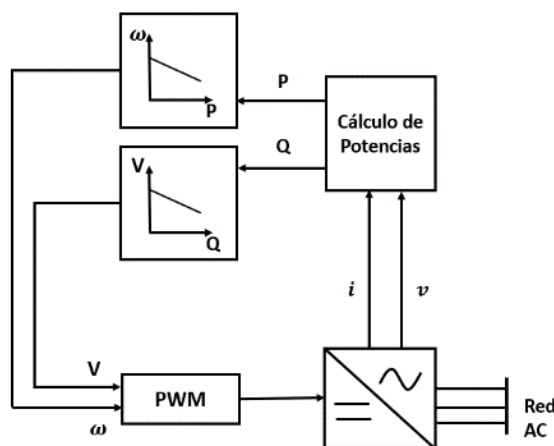 ω
P
P
Cálculo de
Potencias
Q
V
Q
i
v
V
PWM
ω
Red
AC